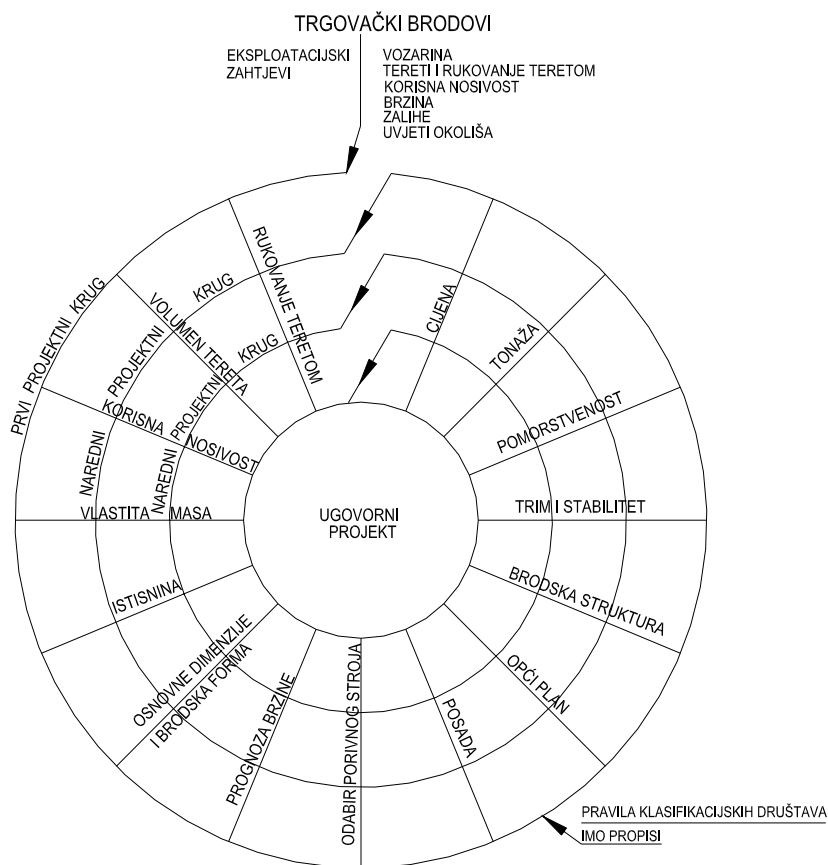 TRGOVAČKI BRODOVI
EKSPLOATACIJSKI
ZAHTJEVI
VOZARINA
TERETI I RUKOVANJE TERETOM
KORISNA NOSIVOST
BRZINA
ZALIHE
UVJETI OKOLIŠA
PRVI PROJEKTNI KRUG
NAREDNI PROJEKTNI KRUG
NAREDNI PROJEKTNI KRUG
RUKOVANJE TERETOM
VOLUMEN TERETA
KORISNA NOSIVOST
VLASTITA MASA
ISTISNINA
OSNOVNE DIMENZIJE
I BRODSKA FORMA
PROGNOZA BRZINE
ODABIR PORIVNOG STROJA
POSADA
OPĆI PLAN
BRODSKA STRUKTURA
TRIM I STABILITET
POMORSTVENOST
TONAŽA
CIJENA
UGOVORNI
PROJEKT
PRAVILA KLASIFIKACIJSKIH DRUŠTAVA
IMO PROPISI